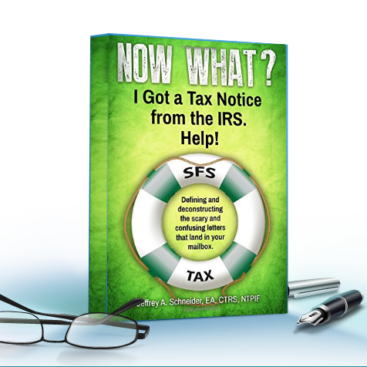 NOW WHAT?
I Got a Tax Notice
from the IRS.
Help!
SFS
Defining and
deconstructing
the scary and
confusing letters
that land in your
mailbox.
TAX
Jeffrey A. Schneider, EA, CTRS, NTPIF